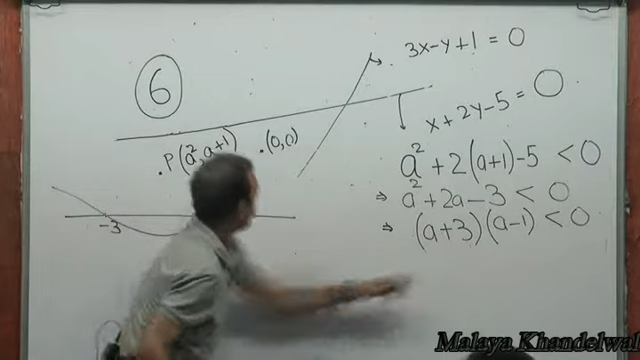 6
3x-y+1 = 0
x+2y-5 = 0
.P(a²,a+1)
.(0,0)
a²+2(a+1)-5 <0
⇒ a²+2a-3 < 0
⇒ (a+3)(a-1) < 0
-3
Malaya Khandelwal